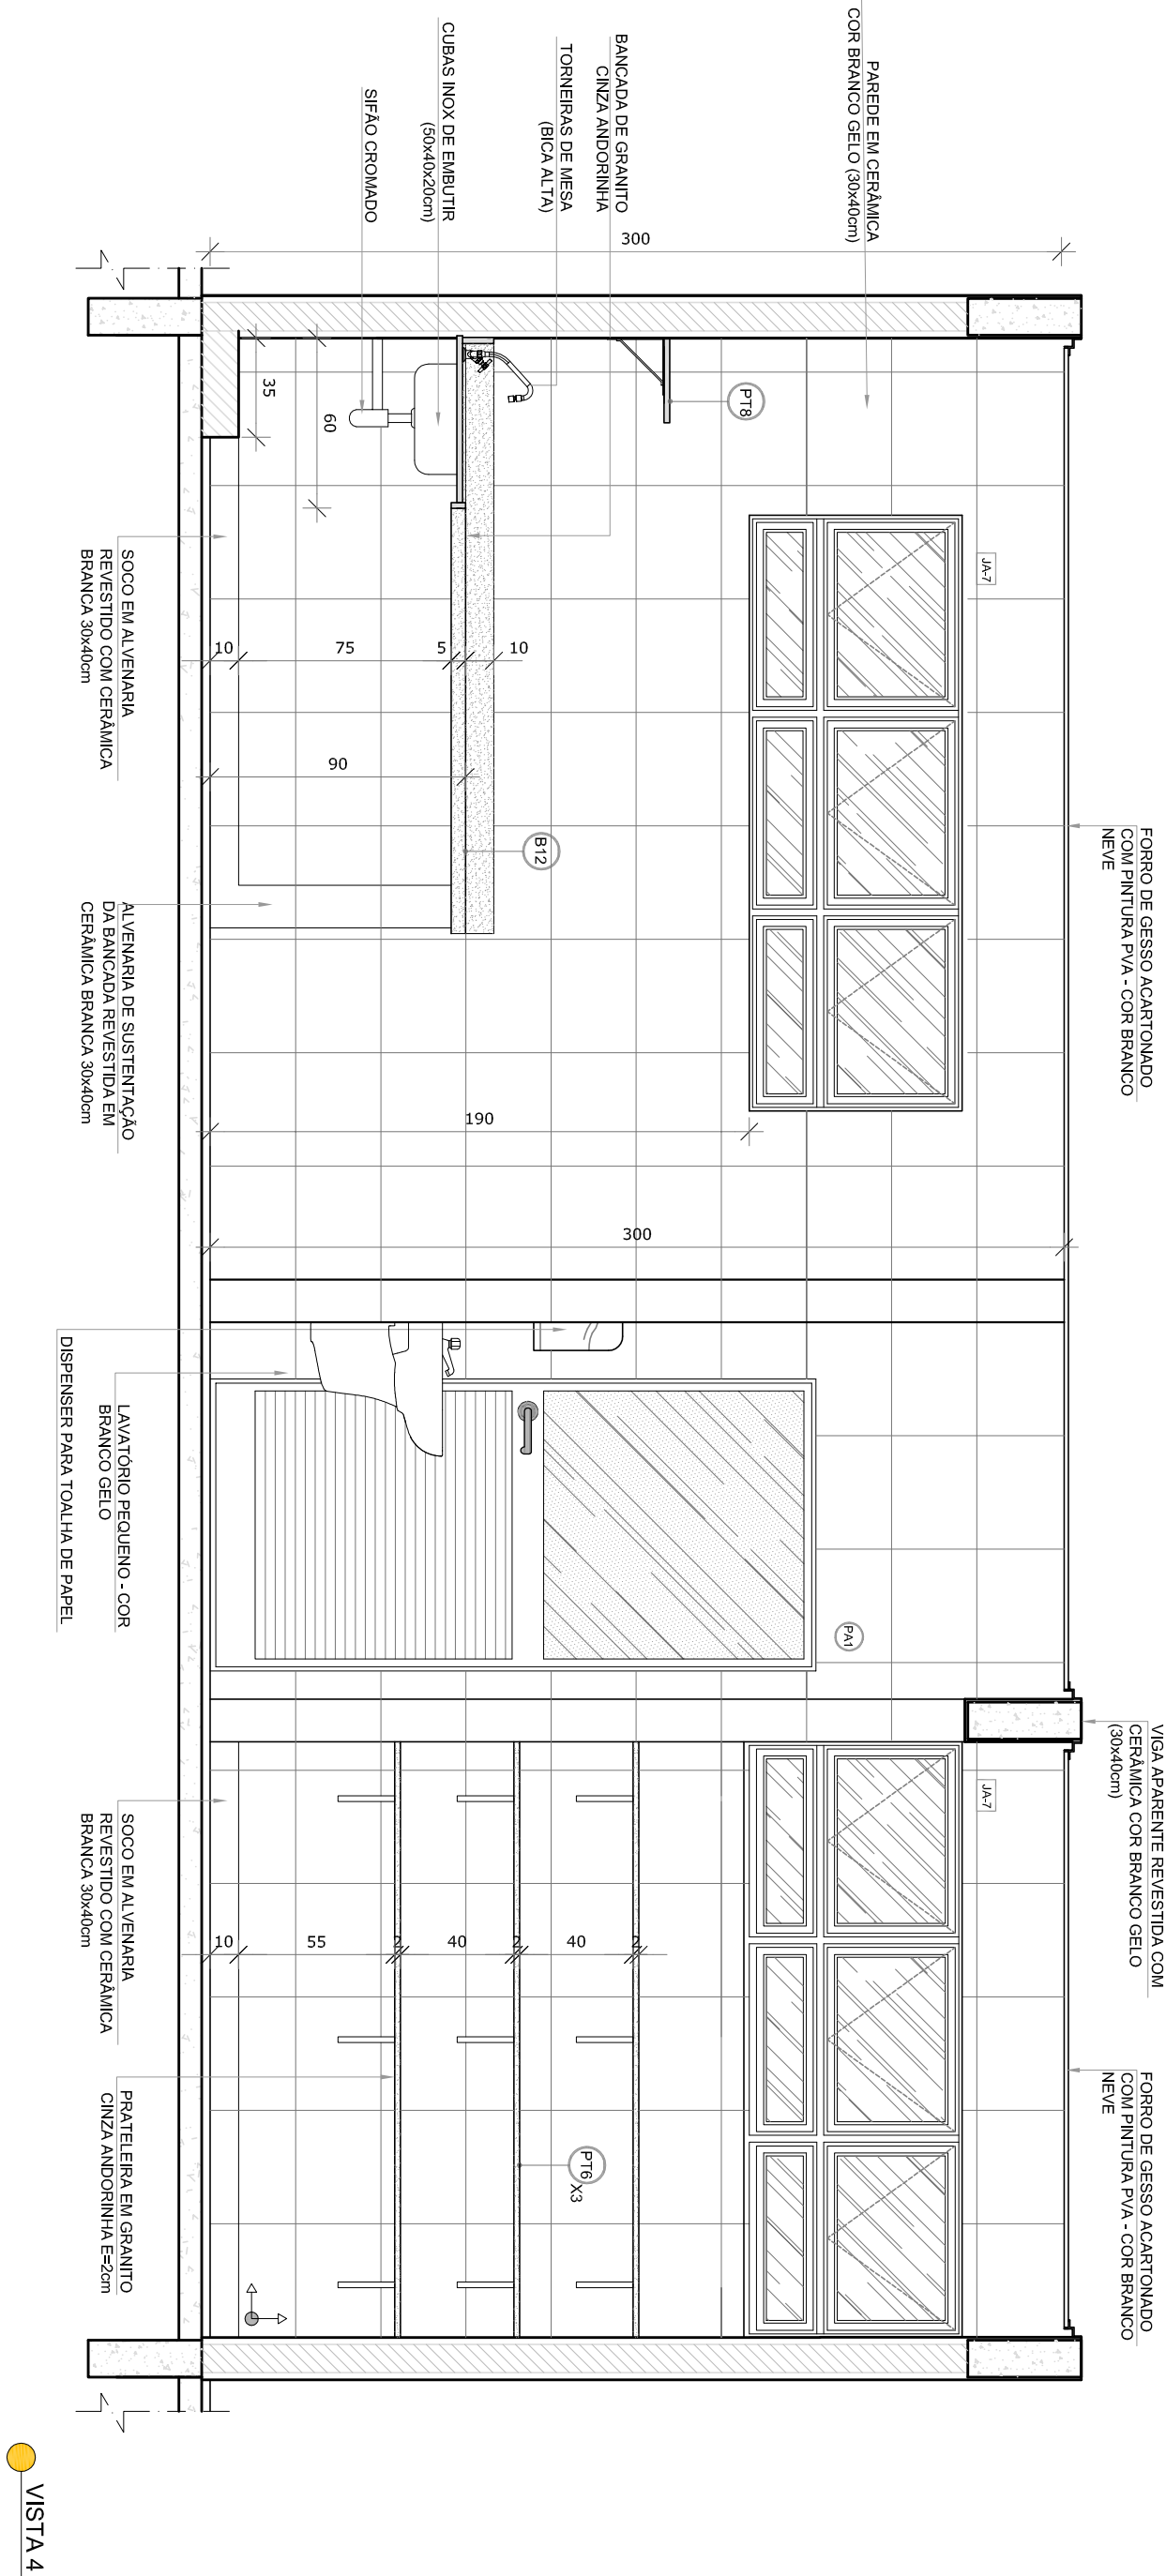 PAREDE EM CERÂMICA
COR BRANCO GELO (30x40cm)
BANCADA DE GRANITO
CINZA ANDORINHA
TORNEIRAS DE MESA
(BICA ALTA)
CUBAS INOX DE EMBUTIR
(50x40x20cm)
SIFÃO CROMADO
300
FORRO DE GESSO ACARTONADO
COM PINTURA PVA - COR BRANCO
NEVE
VIGA APARENTE REVESTIDA COM
CERÂMICA COR BRANCO GELO
(30x40cm)
FORRO DE GESSO ACARTONADO
COM PINTURA PVA - COR BRANCO
NEVE
JA-7
JA-7
PT8
PA1
B12
PT6
X3
35
60
10
75
5
10
90
190
300
10
55
2
40
2
40
2
SOCO EM ALVENARIA
REVESTIDO COM CERÂMICA
BRANCA 30x40cm
ALVENARIA DE SUSTENTAÇÃO
DA BANCADA REVESTIDA EM
CERÂMICA BRANCA 30x40cm
LAVATÓRIO PEQUENO - COR
BRANCO GELO
DISPENSER PARA TOALHA DE PAPEL
SOCO EM ALVENARIA
REVESTIDO COM CERÂMICA
BRANCA 30x40cm
PRATELEIRA EM GRANITO
CINZA ANDORINHA E=2cm
VISTA 4